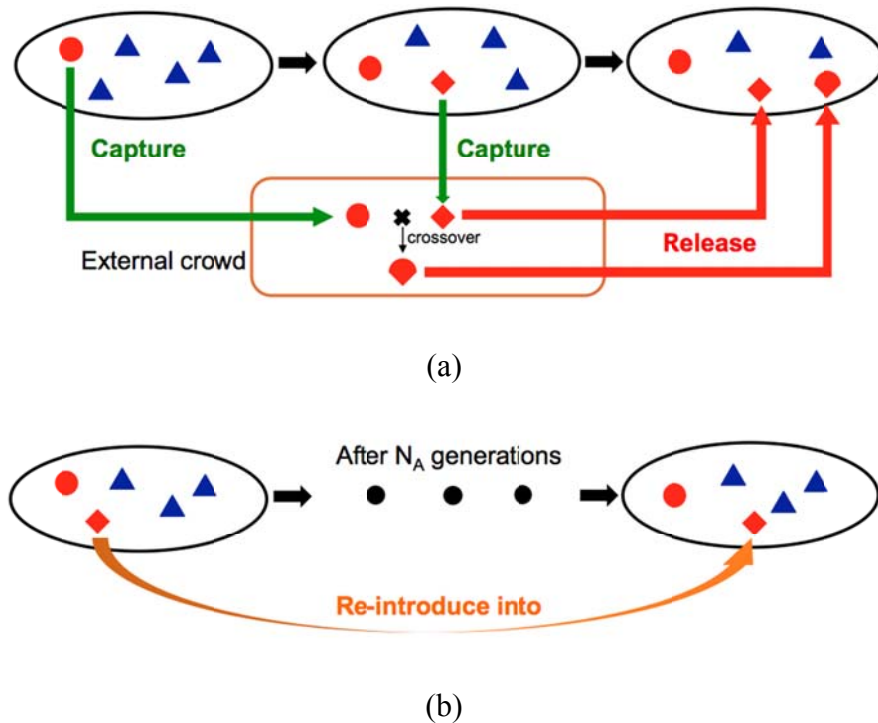 Capture
Capture
crossover
External crowd
Release
(a)
After N_A generations
Re-introduce into
(b)